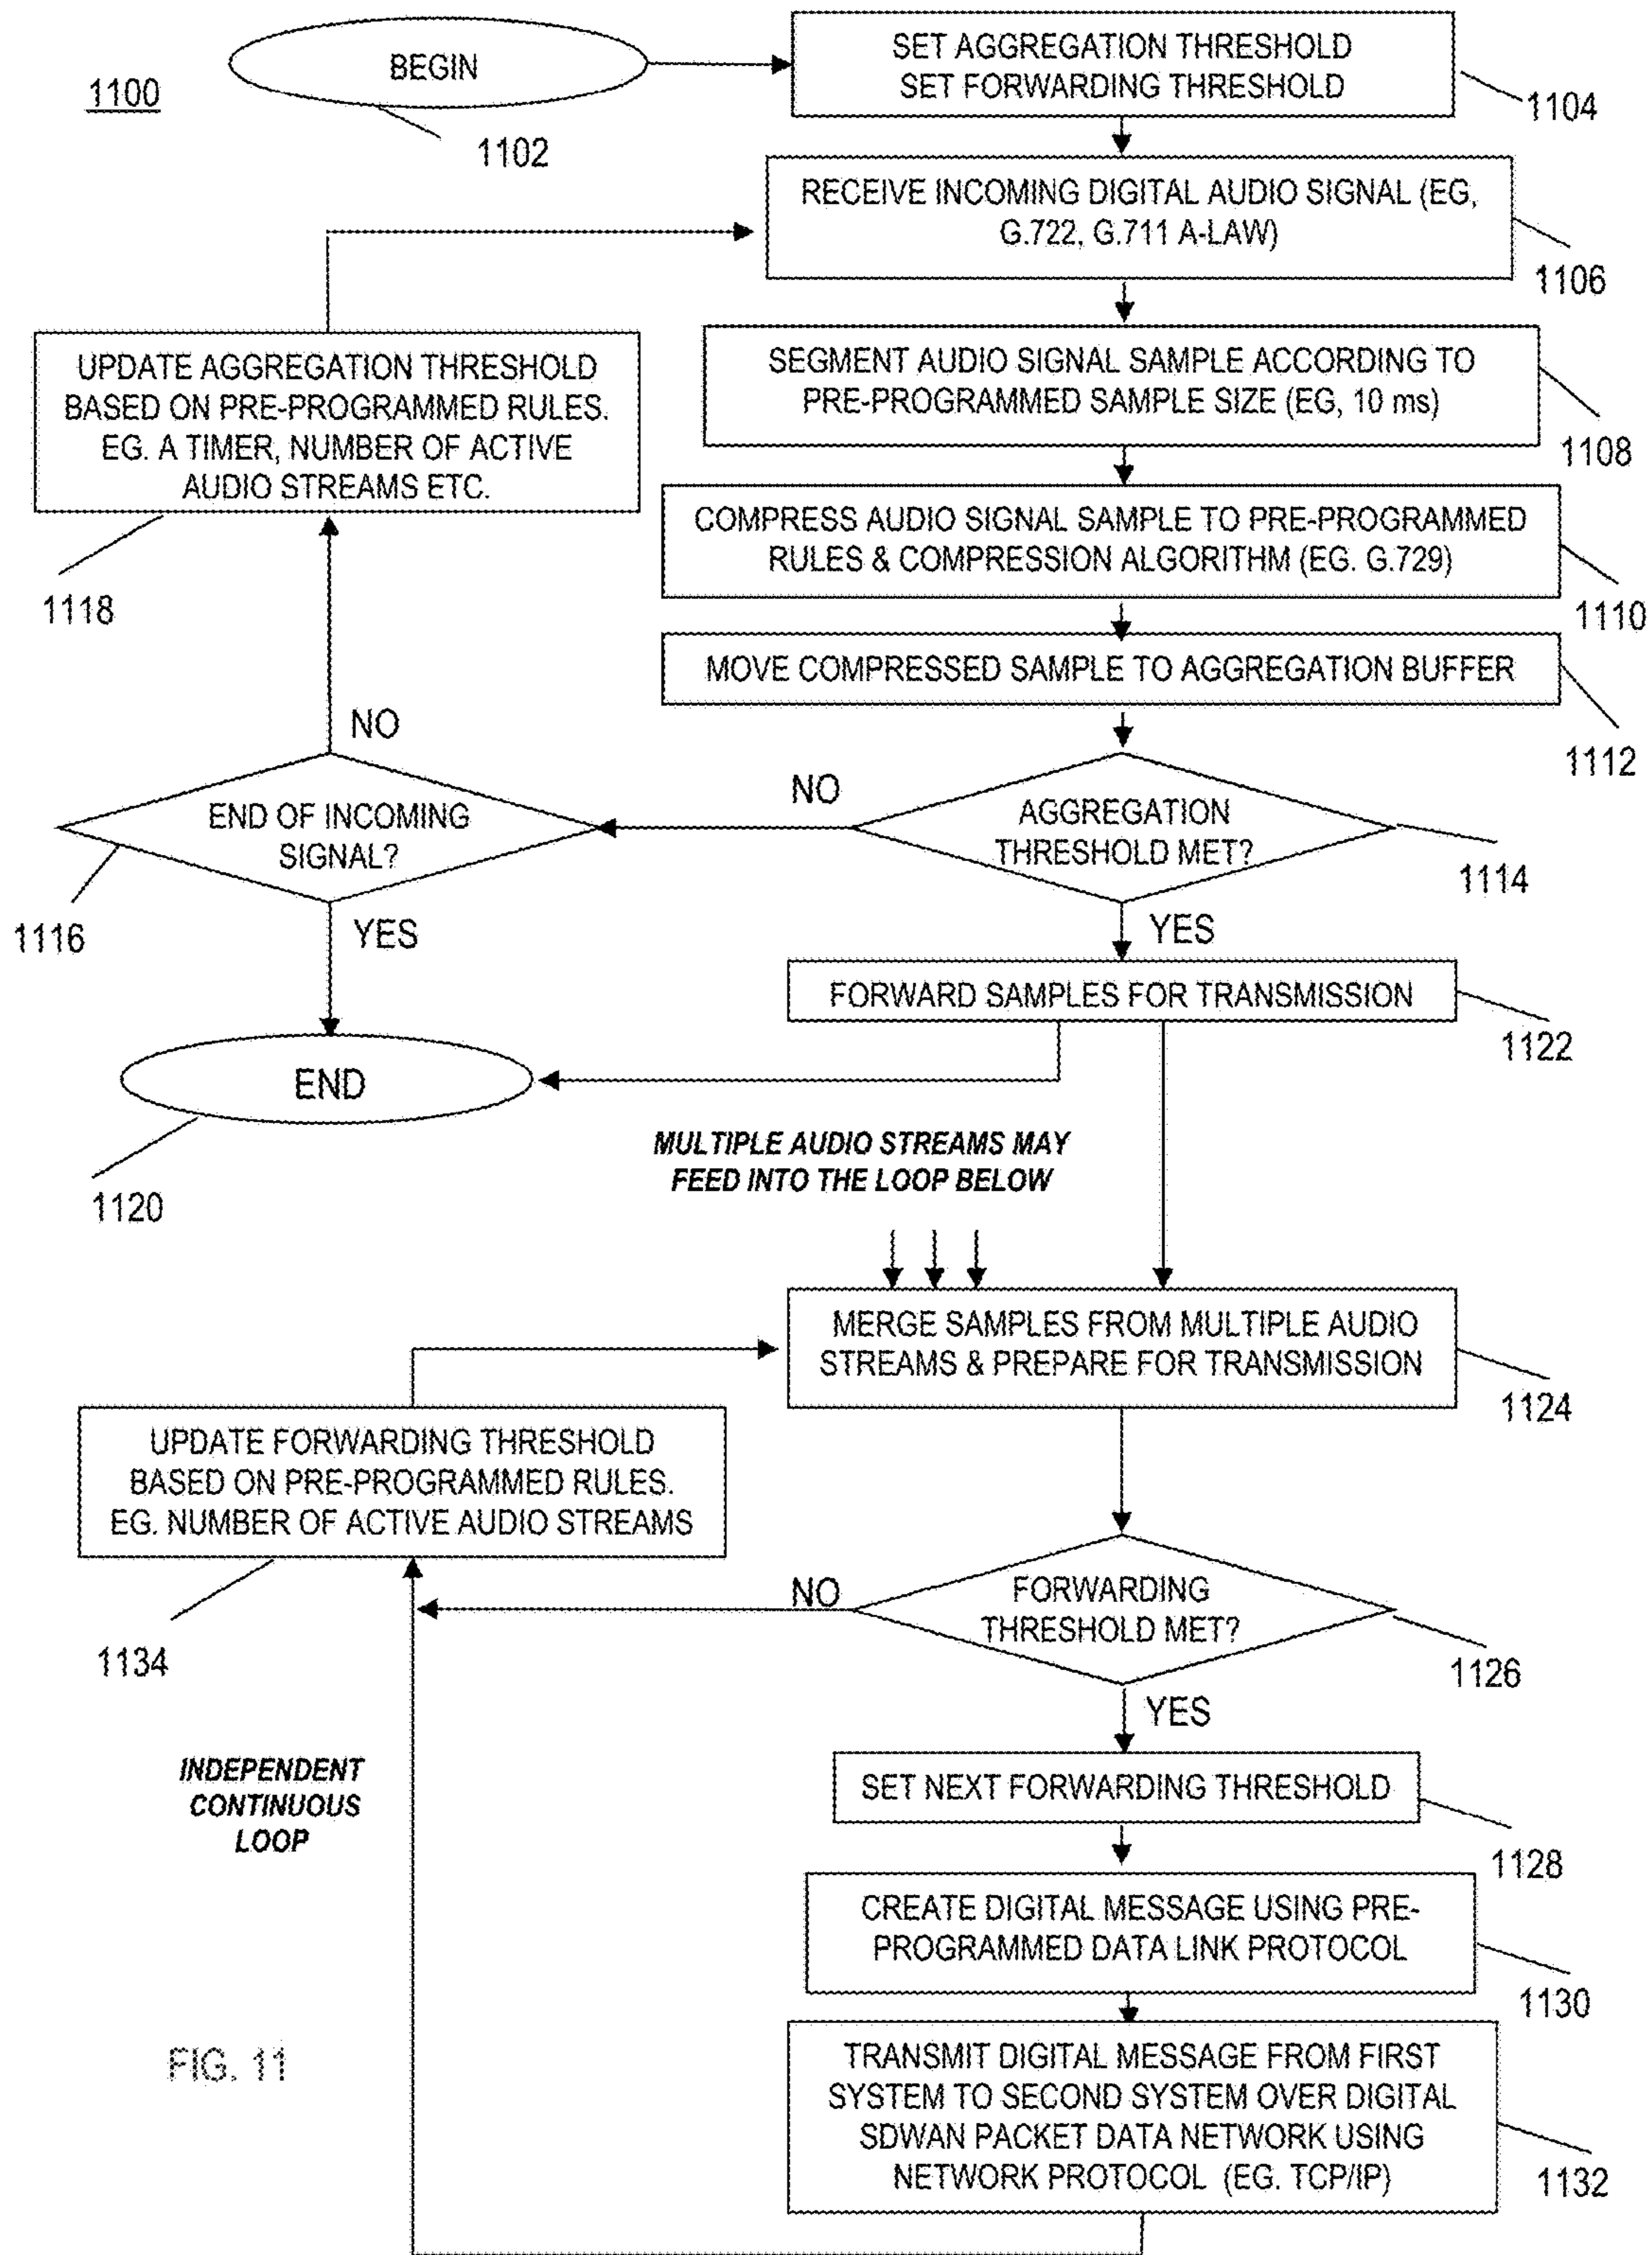 1100
BEGIN
1102
SET AGGREGATION THRESHOLD
SET FORWARDING THRESHOLD
1104
RECEIVE INCOMING DIGITAL AUDIO SIGNAL (EG,
G.722, G.711 A-LAW)
1106
SEGMENT AUDIO SIGNAL SAMPLE ACCORDING TO
PRE-PROGRAMMED SAMPLE SIZE (EG, 10 ms)
1108
COMPRESS AUDIO SIGNAL SAMPLE TO PRE-PROGRAMMED
RULES & COMPRESSION ALGORITHM (EG. G.729)
1110
MOVE COMPRESSED SAMPLE TO AGGREGATION BUFFER
1112
AGGREGATION
THRESHOLD MET?
1114
NO
YES
END OF INCOMING
SIGNAL?
1116
NO
YES
UPDATE AGGREGATION THRESHOLD
BASED ON PRE-PROGRAMMED RULES.
EG. A TIMER, NUMBER OF ACTIVE
AUDIO STREAMS ETC.
1118
END
1120
FORWARD SAMPLES FOR TRANSMISSION
1122
MULTIPLE AUDIO STREAMS MAY
FEED INTO THE LOOP BELOW
MERGE SAMPLES FROM MULTIPLE AUDIO
STREAMS & PREPARE FOR TRANSMISSION
1124
UPDATE FORWARDING THRESHOLD
BASED ON PRE-PROGRAMMED RULES.
EG. NUMBER OF ACTIVE AUDIO STREAMS
1134
NO
FORWARDING
THRESHOLD MET?
1126
YES
INDEPENDENT
CONTINUOUS
LOOP
SET NEXT FORWARDING THRESHOLD
1128
CREATE DIGITAL MESSAGE USING PRE-
PROGRAMMED DATA LINK PROTOCOL
1130
TRANSMIT DIGITAL MESSAGE FROM FIRST
SYSTEM TO SECOND SYSTEM OVER DIGITAL
SDWAN PACKET DATA NETWORK USING
NETWORK PROTOCOL (EG. TCP/IP)
1132
FIG. 11